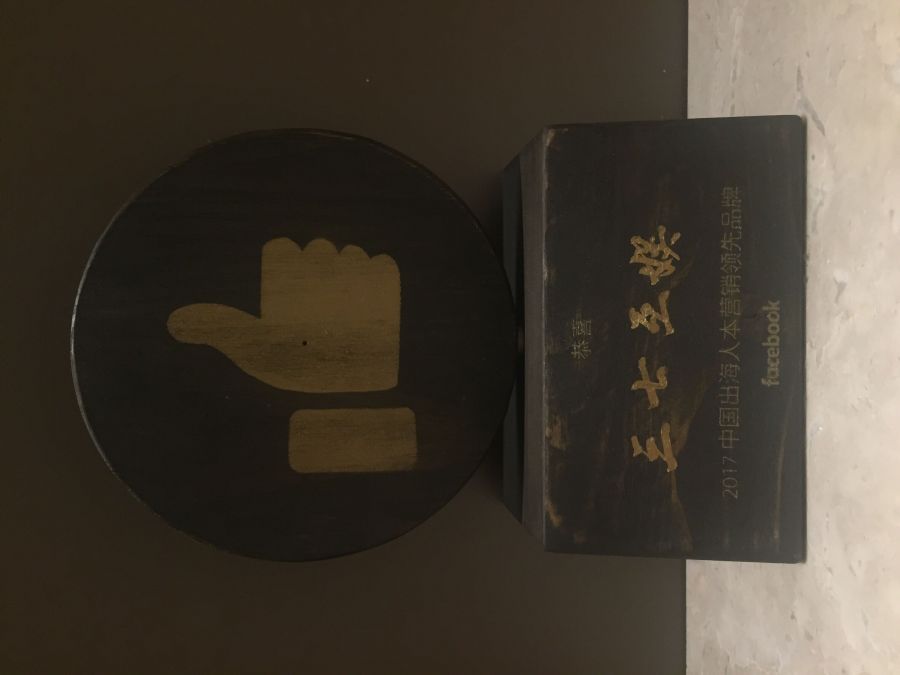 恭喜
三七互娱
2017 中国出海人本营销领先品牌
facebook